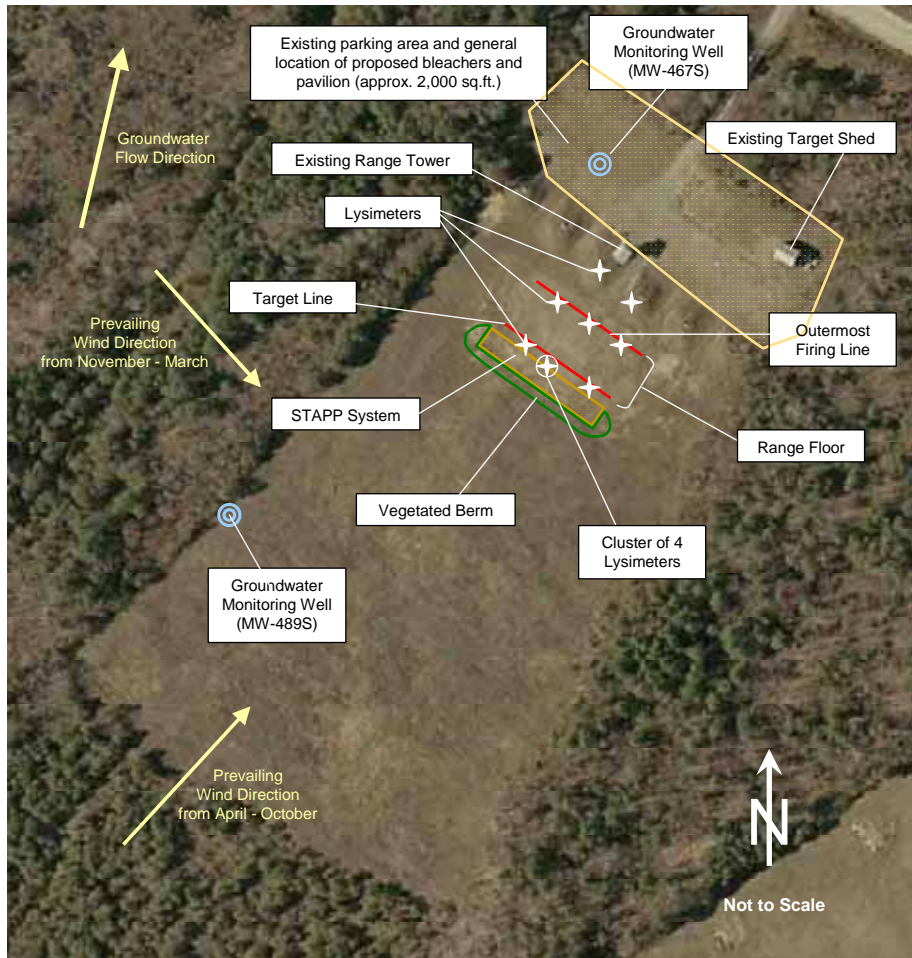 Existing parking area and general
location of proposed bleachers and
pavilion (approx. 2,000 sq.ft.)
Groundwater
Monitoring Well
(MW-467S)
Groundwater
Flow Direction
Existing Target Shed
Existing Range Tower
Lysimeters
Target Line
Prevailing
Wind Direction
from November - March
Outermost
Firing Line
STAPP System
Range Floor
Vegetated Berm
Cluster of 4
Lysimeters
Groundwater
Monitoring Well
(MW-489S)
Prevailing
Wind Direction
from April - October
N
Not to Scale